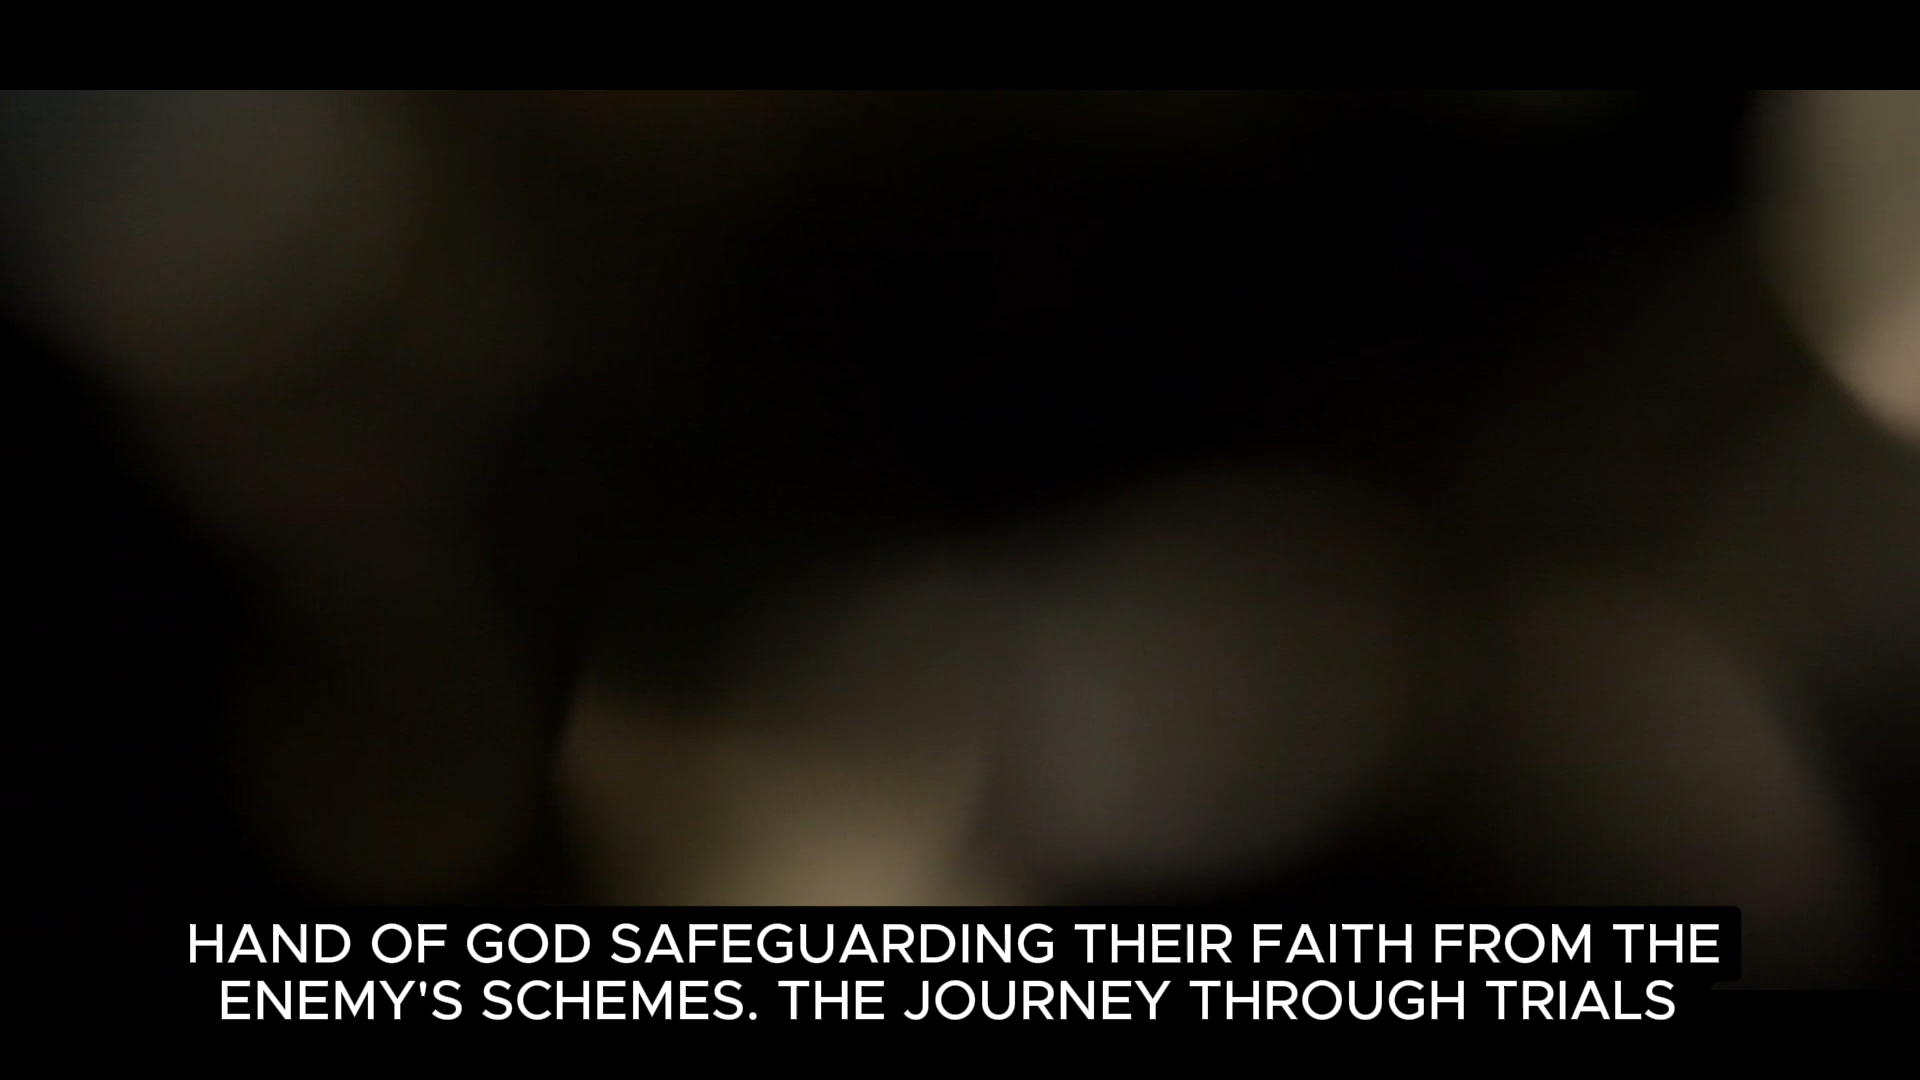 HAND OF GOD SAFEGUARDING THEIR FAITH FROM THE
ENEMY'S SCHEMES. THE JOURNEY THROUGH TRIALS